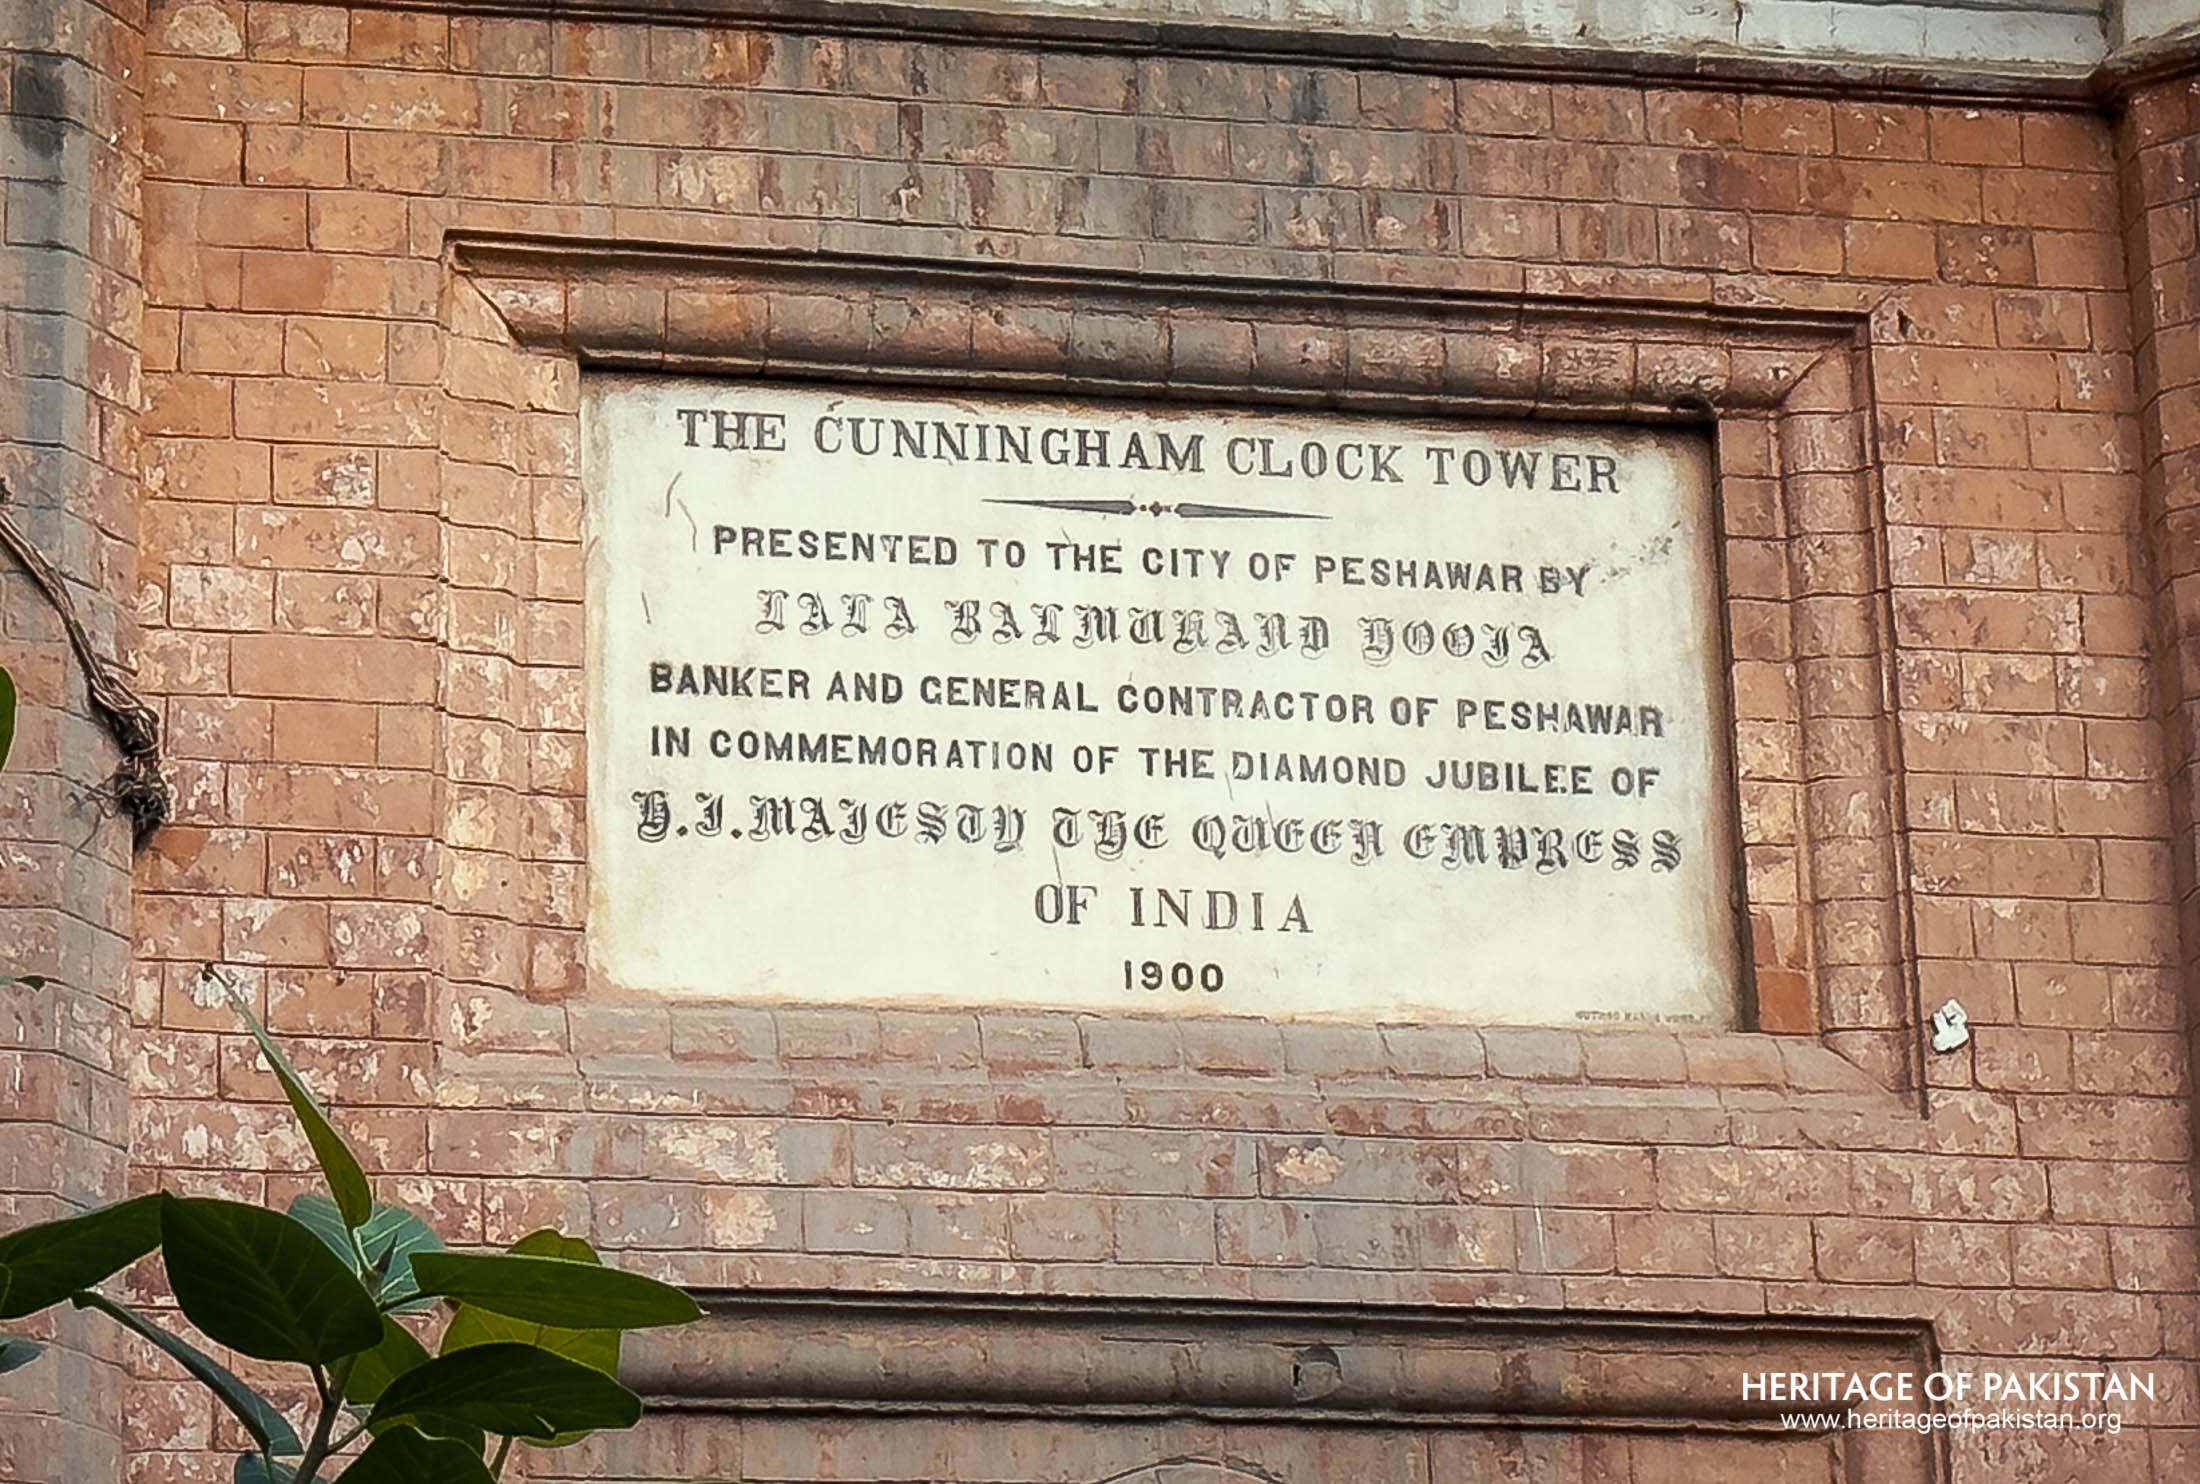 THE CUNNINGHAM CLOCK TOWER
PRESENTED TO THE CITY OF PESHAWAR BY
LALA BALMUKAND HOOJA
BANKER AND GENERAL CONTRACTOR OF PESHAWAR
IN COMMEMORATION OF THE DIAMOND JUBILEE OF
H.I.MAJESTY THE QUEEN EMPRESS
OF INDIA
1900
HERITAGE OF PAKISTAN
www.heritageofpakistan.org